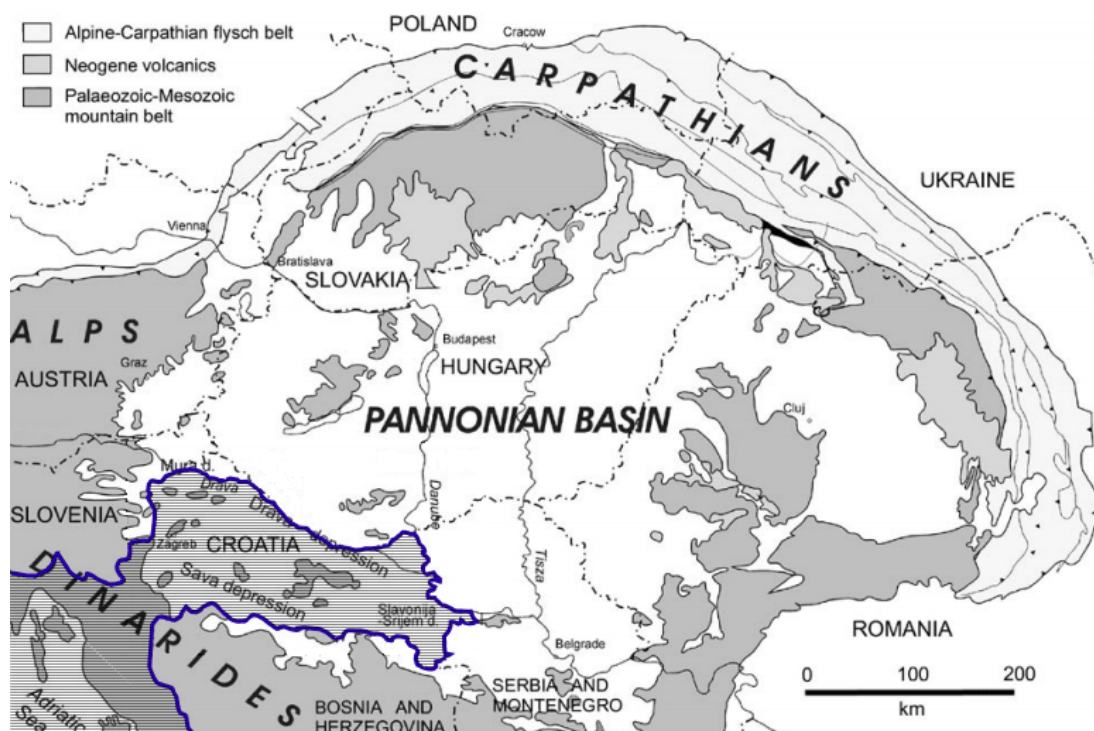 Alpine-Carpathian flysch belt
Neogene volcanics
Palaeozoic-Mesozoic
mountain belt
POLAND
Cracow
CARPATHIANS
UKRAINE
Vienna
Bratislava
SLOVAKIA
ALPS
Graz
AUSTRIA
Budapest
HUNGARY
PANNONIAN BASIN
Cluj
Mura d.
Drava
Drava depression
Danube
SLOVENIA
Zagreb
CROATIA
Tisza
DINARIDES
Sava depression
Slavonija
-Srijem d.
Belgrade
ROMANIA
Adriatic
Sea
BOSNIA AND
HERZEGOVINA
SERBIA AND
MONTENEGRO
0 100 200
km